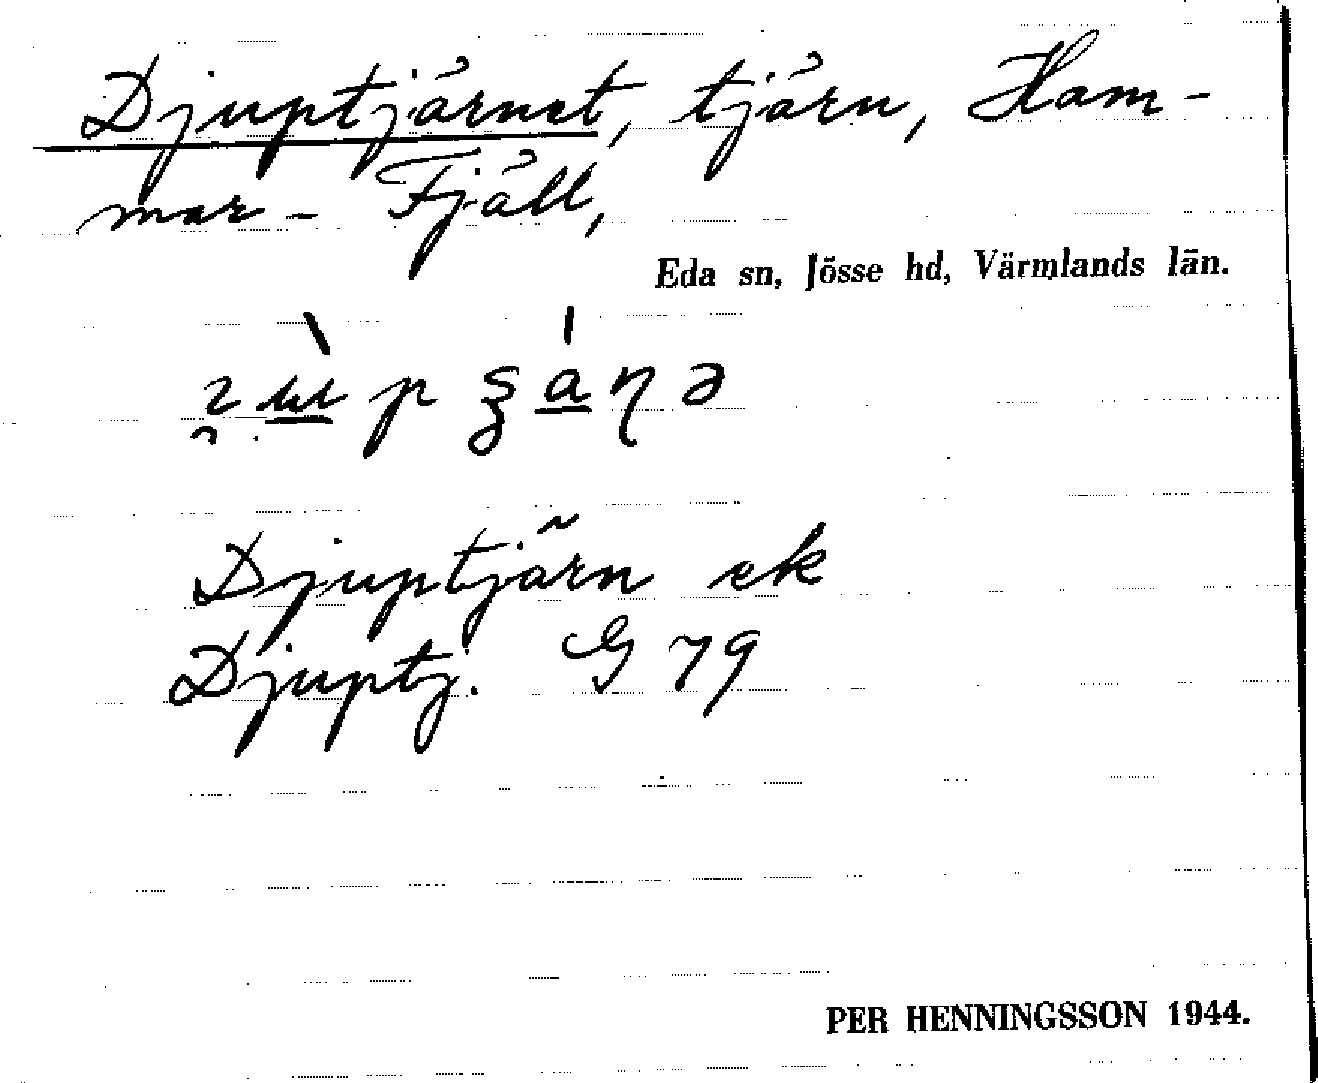 Djuptjärnet, tjärn, Ham-
mar - Fjäll,
Eda sn, Jösse hd, Värmlands län.
Djuptjärn ek
Djuptj. G 79
PER HENNINGSSON 1944.